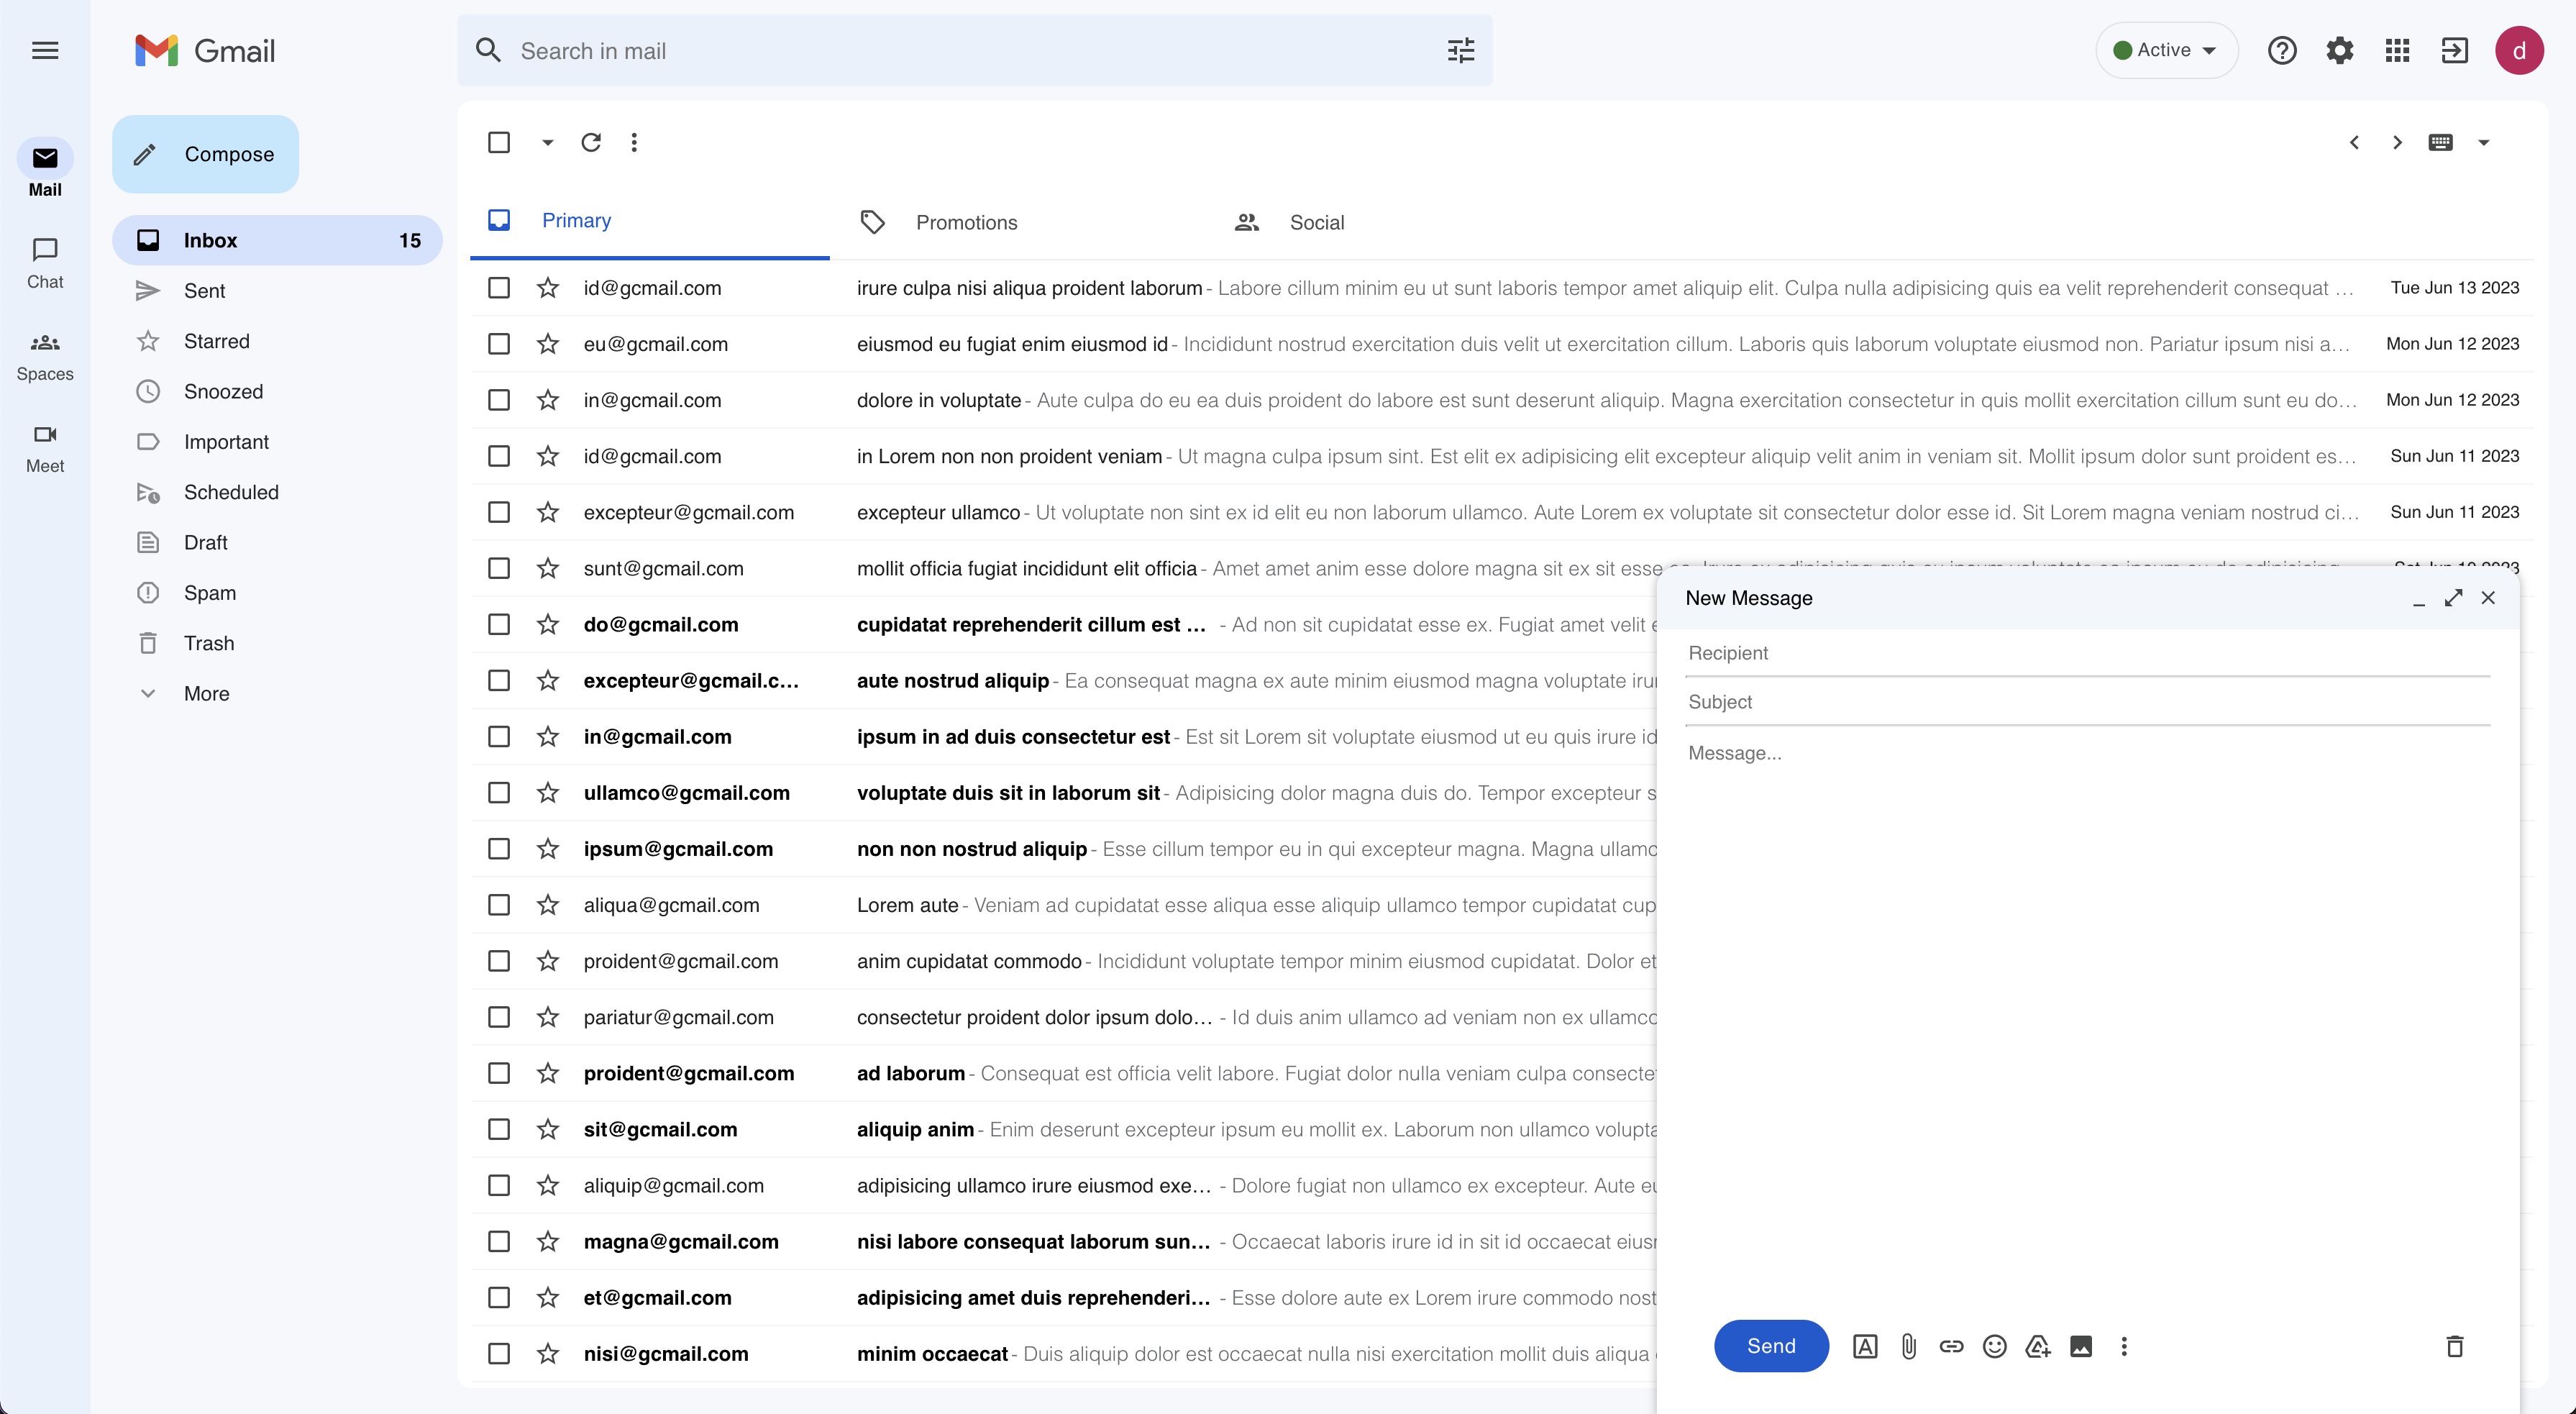 Gmail
Search in mail
Active
d
Mail
Chat
Spaces
Meet
Compose
Inbox 15
Sent
Starred
Snoozed
Important
Scheduled
Draft
Spam
Trash
More
Primary Promotions Social
id@gcmail.com irure culpa nisi aliqua proident laborum - Labore cillum minim eu ut sunt laboris tempor amet aliquip elit. Culpa nulla adipisicing quis ea velit reprehenderit consequat ... Tue Jun 13 2023
eu@gcmail.com eiusmod eu fugiat enim eiusmod id - Incididunt nostrud exercitation duis velit ut exercitation cillum. Laboris quis laborum voluptate eiusmod non. Pariatur ipsum nisi a... Mon Jun 12 2023
in@gcmail.com dolore in voluptate - Aute culpa do eu ea duis proident do labore est sunt deserunt aliquip. Magna exercitation consectetur in quis mollit exercitation cillum sunt eu do... Mon Jun 12 2023
id@gcmail.com in Lorem non non proident veniam - Ut magna culpa ipsum sint. Est elit ex adipisicing elit excepteur aliquip velit anim in veniam sit. Mollit ipsum dolor sunt proident es... Sun Jun 11 2023
excepteur@gcmail.com excepteur ullamco - Ut voluptate non sint ex id elit eu non laborum ullamco. Aute Lorem ex voluptate sit consectetur dolor esse id. Sit Lorem magna veniam nostrud ci... Sun Jun 11 2023
sunt@gcmail.com mollit officia fugiat incididunt elit officia - Amet amet anim esse dolore magna sit ex sit esse
do@gcmail.com cupidatat reprehenderit cillum est ... - Ad non sit cupidatat esse ex. Fugiat amet velit
excepteur@gcmail.c... aute nostrud aliquip - Ea consequat magna ex aute minim eiusmod magna voluptate
in@gcmail.com ipsum in ad duis consectetur est - Est sit Lorem sit voluptate eiusmod ut eu quis irure id
ullamco@gcmail.com voluptate duis sit in laborum sit - Adipisicing dolor magna duis do. Tempor excepteur
ipsum@gcmail.com non non nostrud aliquip - Esse cillum tempor eu in qui excepteur magna. Magna
aliqua@gcmail.com Lorem aute - Veniam ad cupidatat esse aliqua esse aliquip ullamco tempor cupidatat
proident@gcmail.com anim cupidatat commodo - Incididunt voluptate tempor minim eiusmod cupidatat. Dolor et
pariatur@gcmail.com consectetur proident dolor ipsum dolo... - Id duis anim ullamco ad veniam non ex
proident@gcmail.com ad laborum - Consequat est officia velit labore. Fugiat dolor nulla veniam culpa
sit@gcmail.com aliquip anim - Enim deserunt excepteur ipsum eu mollit ex. Laborum non ullamco
aliquip@gcmail.com adipisicing ullamco irure eiusmod exe... - Dolore fugiat non ullamco ex excepteur. Aute
magna@gcmail.com nisi labore consequat laborum sun... - Occaecat laboris irure id in sit id occaecat
et@gcmail.com adipisicing amet duis reprehenderi... - Esse dolore aute ex Lorem irure commodo
nisi@gcmail.com minim occaecat - Duis aliquip dolor est occaecat nulla nisi exercitation mollit duis aliqua
New Message
Recipient
Subject
Message...
Send